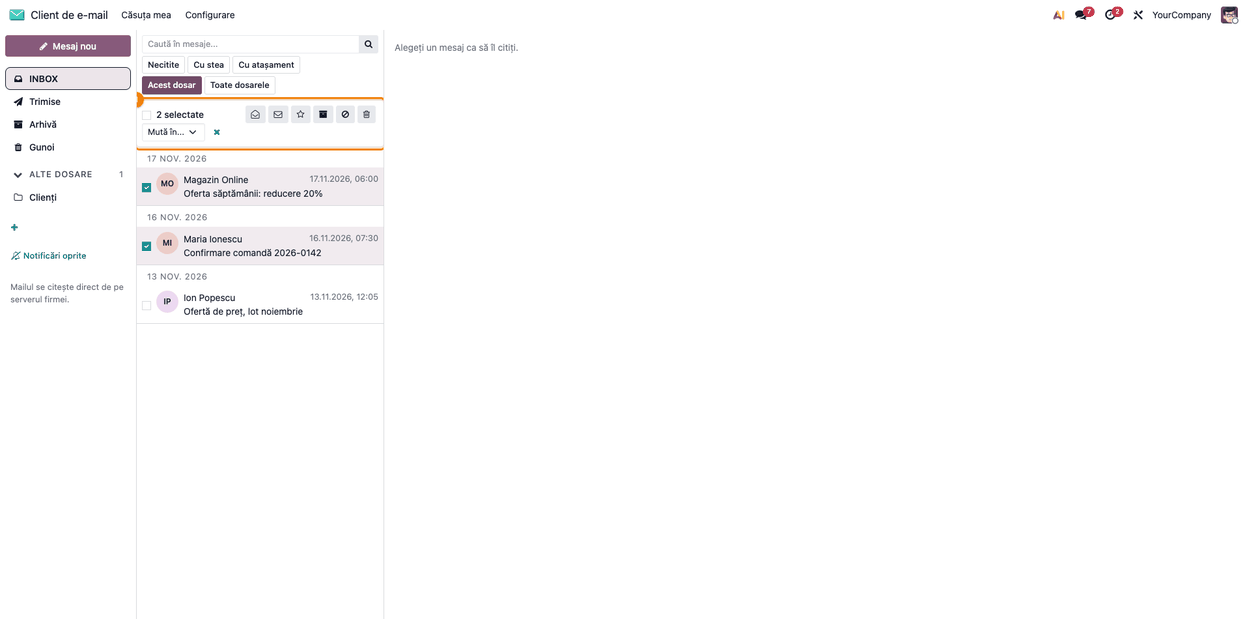 Client de e-mail Căsuța mea Configurare
AI 7 2 YourCompany
Mesaj nou
INBOX
Trimise
Arhivă
Gunoi
ALTE DOSARE 1
Clienți
+
Notificări oprite
Mailul se citește direct de pe
serverul firmei.
Caută în mesaje...
Necitite Cu stea Cu atașament
Acest dosar Toate dosarele
2 selectate
Mută în...
17 NOV. 2026
MO Magazin Online 17.11.2026, 06:00
Oferta săptămânii: reducere 20%
16 NOV. 2026
MI Maria Ionescu 16.11.2026, 07:30
Confirmare comandă 2026-0142
13 NOV. 2026
IP Ion Popescu 13.11.2026, 12:05
Ofertă de preț, lot noiembrie
Alegeți un mesaj ca să îl citiți.